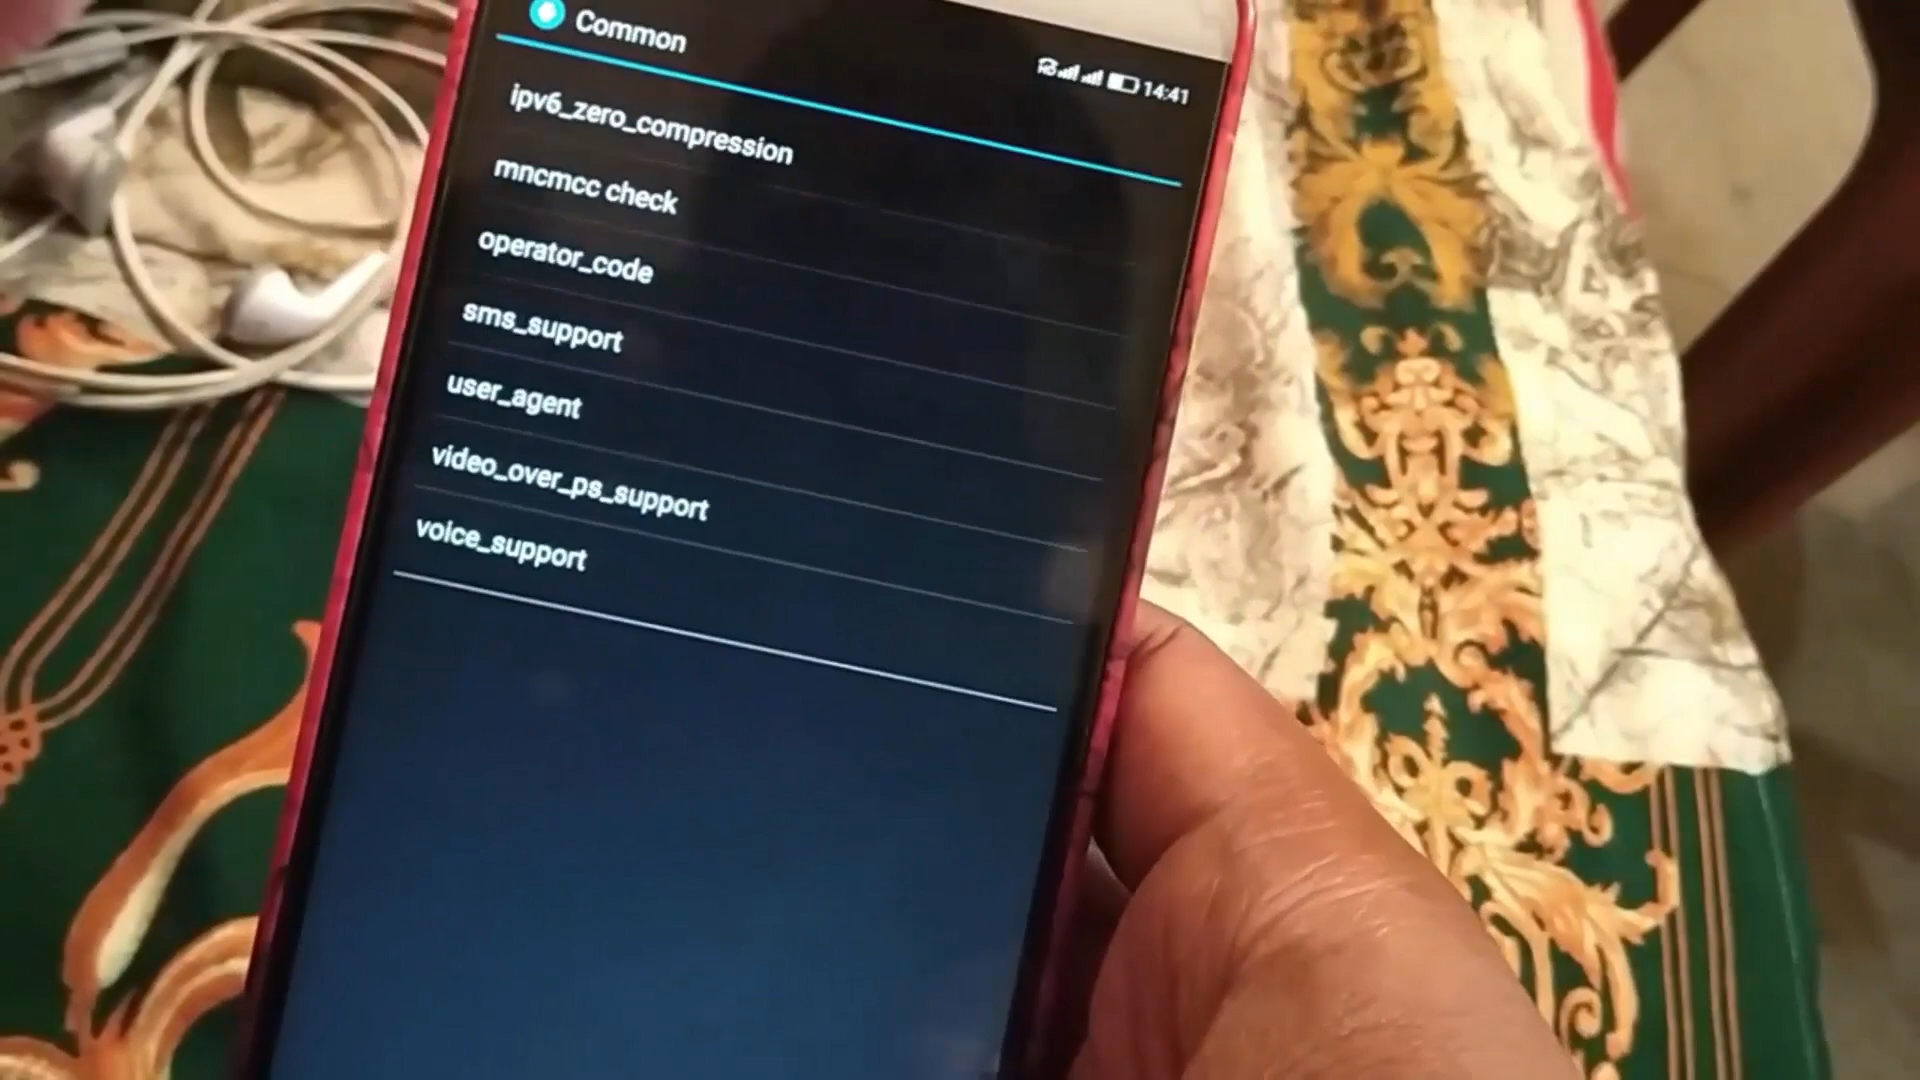 Common
14:41
ipv6_zero_compression
mncmcc check
operator_code
sms_support
user_agent
video_over_ps_support
voice_support